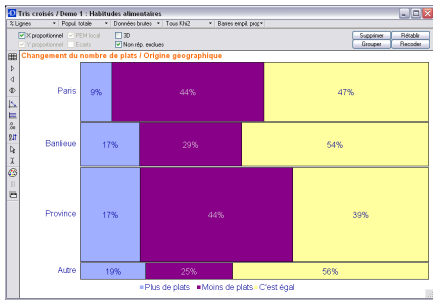 Tris croisés / Demo 1 : Habitudes alimentaires
% Lignes Popul. totale Données brutes Tous Khi2 Barres empil. prop
X proportionnel PEM local 3D Supprimer Rétablir
Y proportionnel Ecarts Non rép. exclues Grouper Recoder
Changement du nombre de plats / Origine geographique
Paris 9% 44% 47%
Banlieue 17% 29% 54%
Province 17% 44% 39%
Autre 19% 25% 56%
Plus de plats Moins de plats C'est égal